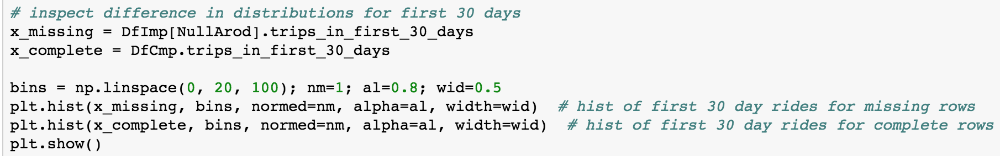 # inspect difference in distributions for first 30 days
x_missing = DfImp[NullArod].trips_in_first_30_days
x_complete = DfCmp.trips_in_first_30_days
bins = np.linspace(0, 20, 100); nm=1; al=0.8; wid=0.5
plt.hist(x_missing, bins, normed=nm, alpha=al, width=wid)  # hist of first 30 day rides for missing rows
plt.hist(x_complete, bins, normed=nm, alpha=al, width=wid)  # hist of first 30 day rides for complete rows
plt.show()